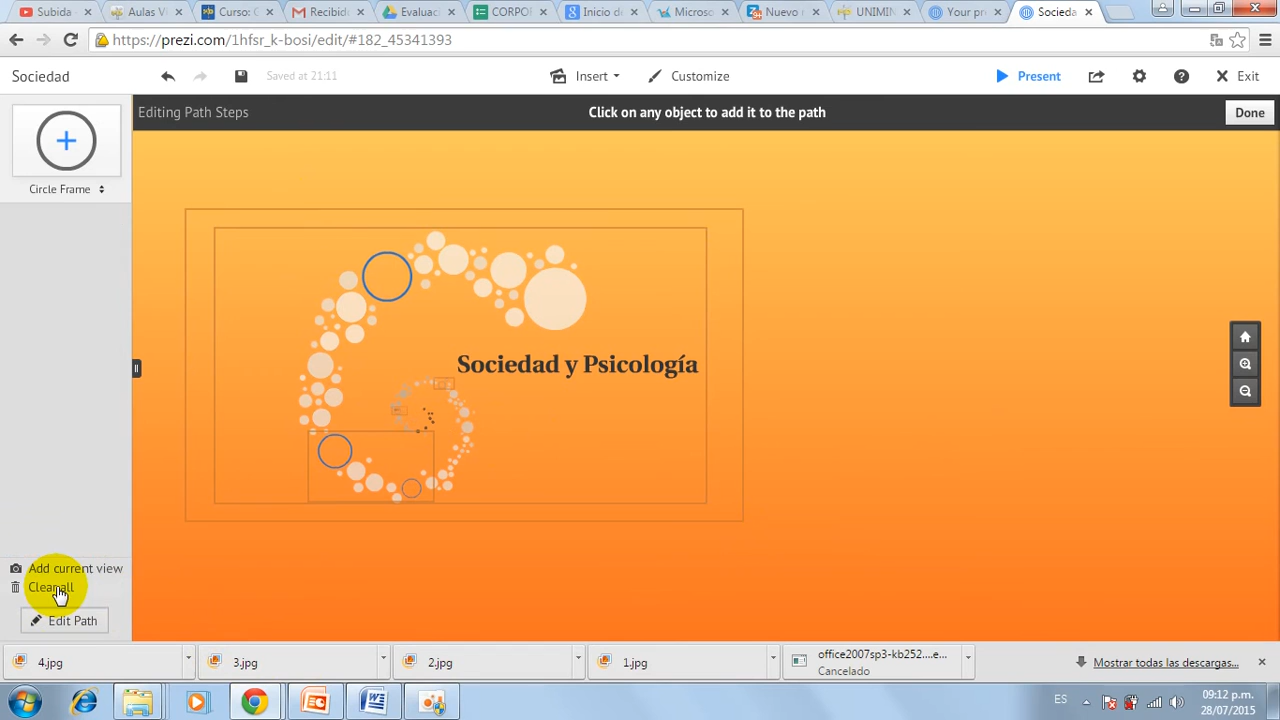 Subida
Aulas V
Curso: G
Recibid
Evaluac
CORPO
Inicio de
Microso
Nuevo
UNIMIN
Your pre
Socieda
https://prezi.com/1hfsr_k-bosi/edit/#182_45341393
Sociedad
Saved at 21:11
Insert
Customize
Present
Exit
Editing Path Steps
Click on any object to add it to the path
Done
Circle Frame
Sociedad y Psicología
Add current view
Clear all
Edit Path
4.jpg
3.jpg
2.jpg
1.jpg
office2007sp3-kb252....e...
Cancelado
Mostrar todas las descargas...
ES
09:12 p.m.
28/07/2015